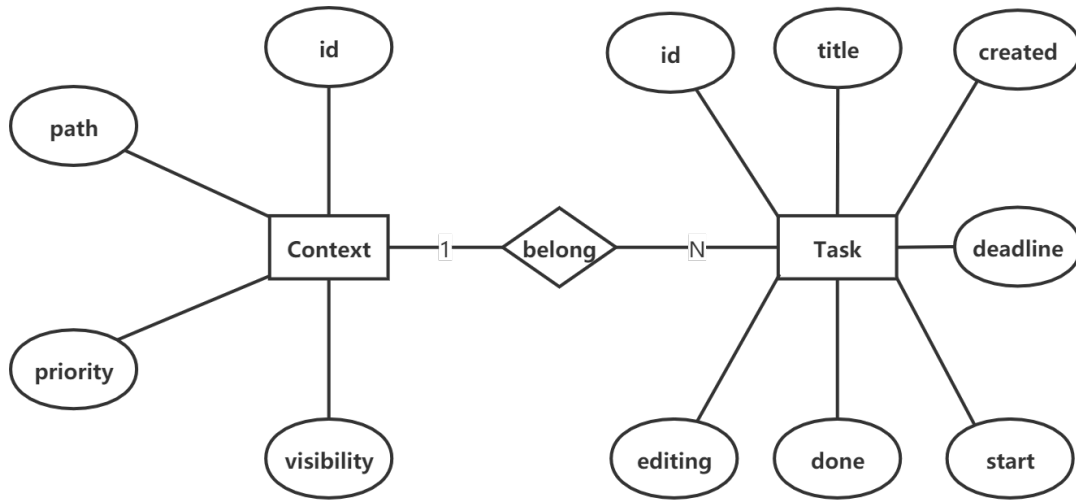 id
id
title
created
path
Context
1
belong
N
Task
deadline
priority
visibility
editing
done
start